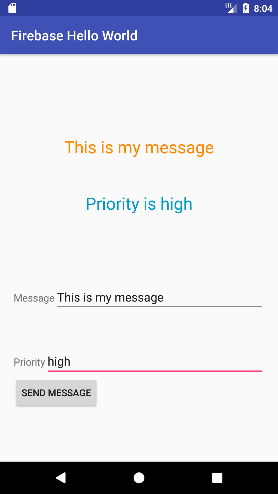 8:04
Firebase Hello World
This is my message
Priority is high
Message This is my message
Priority high
SEND MESSAGE